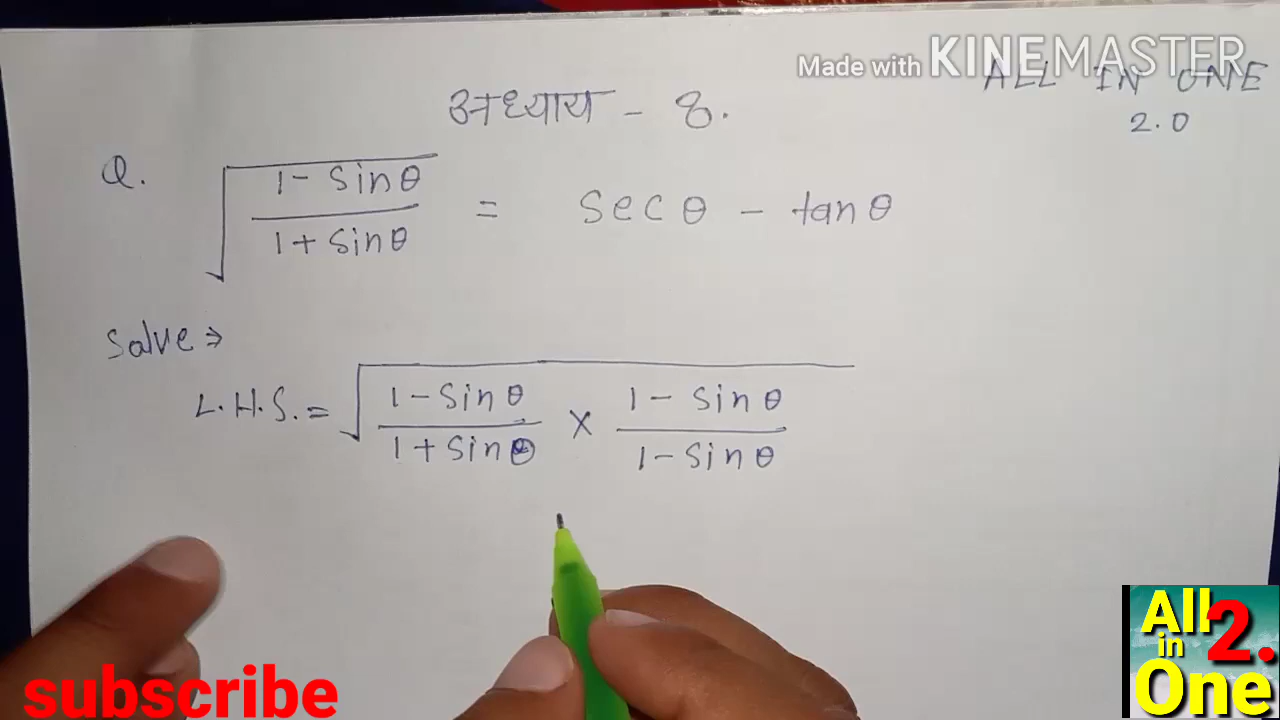 Made with KINEMASTER
ALL IN ONE
2.0
अध्याय - 8.
Q. √((1 - sinθ)/(1 + sinθ)) = secθ - tanθ
Solve ⇒
L.H.S. = √((1 - sinθ)/(1 + sinθ) × (1 - sinθ)/(1 - sinθ))
subscribe
All in One 2.